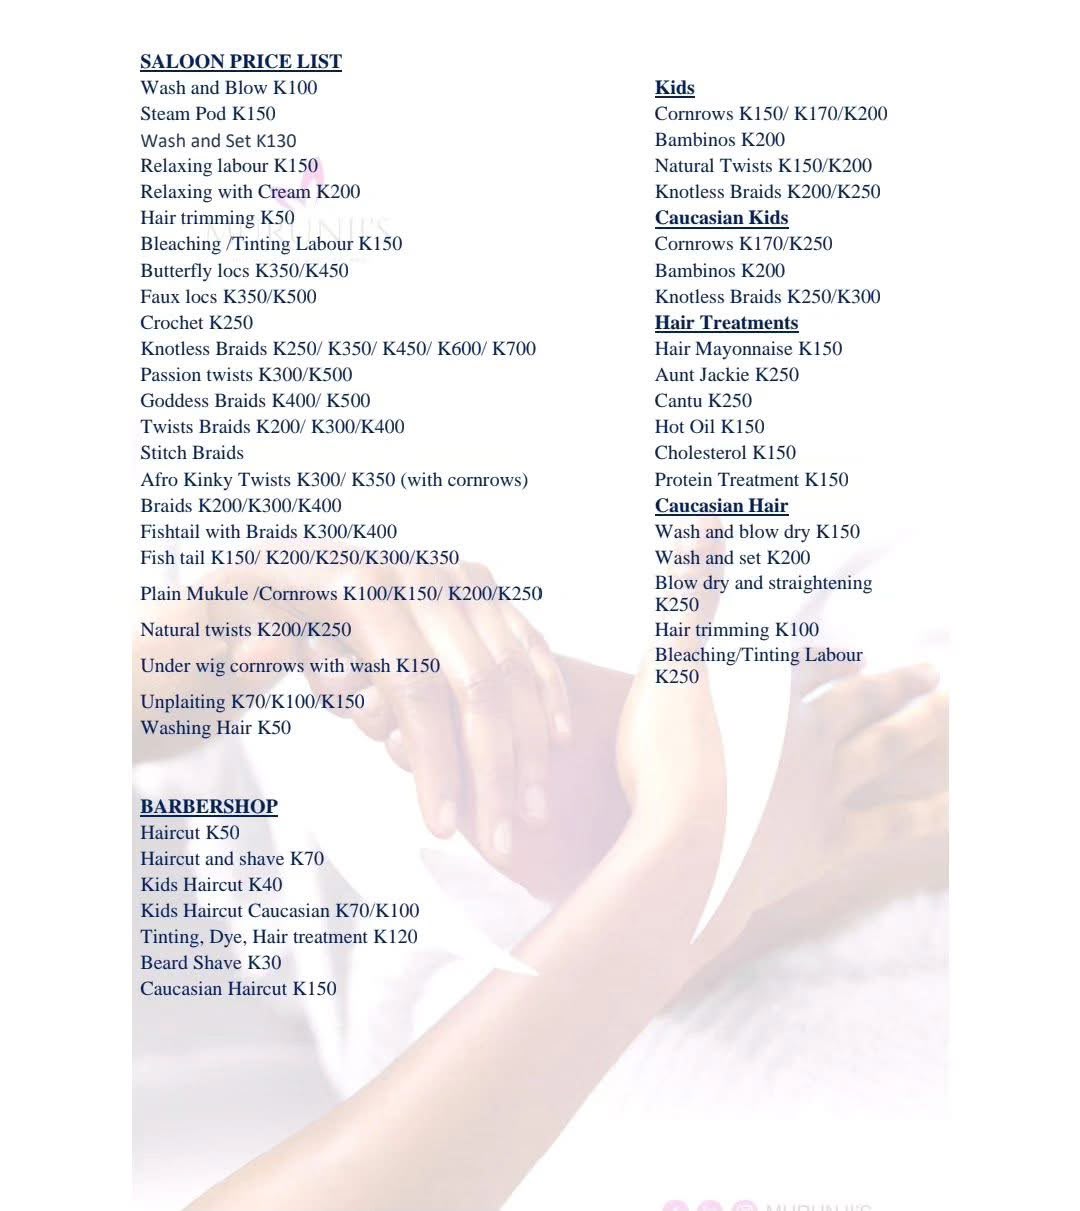 SALOON PRICE LIST
Wash and Blow K100
Steam Pod K150
Wash and Set K130
Relaxing labour K150
Relaxing with Cream K200
Hair trimming K50
Bleaching /Tinting Labour K150
Butterfly locs K350/K450
Faux locs K350/K500
Crochet K250
Knotless Braids K250/ K350/ K450/ K600/ K700
Passion twists K300/K500
Goddess Braids K400/ K500
Twists Braids K200/ K300/K400
Stitch Braids
Afro Kinky Twists K300/ K350 (with cornrows)
Braids K200/K300/K400
Fishtail with Braids K300/K400
Fish tail K150/ K200/K250/K300/K350
Plain Mukule /Cornrows K100/K150/ K200/K250
Natural twists K200/K250
Under wig cornrows with wash K150
Unplaiting K70/K100/K150
Washing Hair K50
BARBERSHOP
Haircut K50
Haircut and shave K70
Kids Haircut K40
Kids Haircut Caucasian K70/K100
Tinting, Dye, Hair treatment K120
Beard Shave K30
Caucasian Haircut K150
Kids
Cornrows K150/ K170/K200
Bambinos K200
Natural Twists K150/K200
Knotless Braids K200/K250
Caucasian Kids
Cornrows K170/K250
Bambinos K200
Knotless Braids K250/K300
Hair Treatments
Hair Mayonnaise K150
Aunt Jackie K250
Cantu K250
Hot Oil K150
Cholesterol K150
Protein Treatment K150
Caucasian Hair
Wash and blow dry K150
Wash and set K200
Blow dry and straightening
K250
Hair trimming K100
Bleaching/Tinting Labour
K250
MURUNJI'S